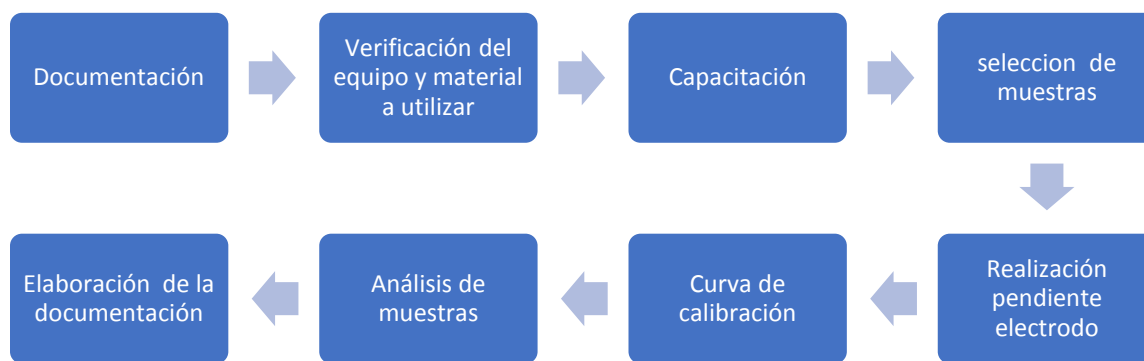 Documentación
Verificación del
equipo y material
a utilizar
Capacitación
seleccion de
muestras
Realización
pendiente
electrodo
Curva de
calibración
Análisis de
muestras
Elaboración de la
documentación